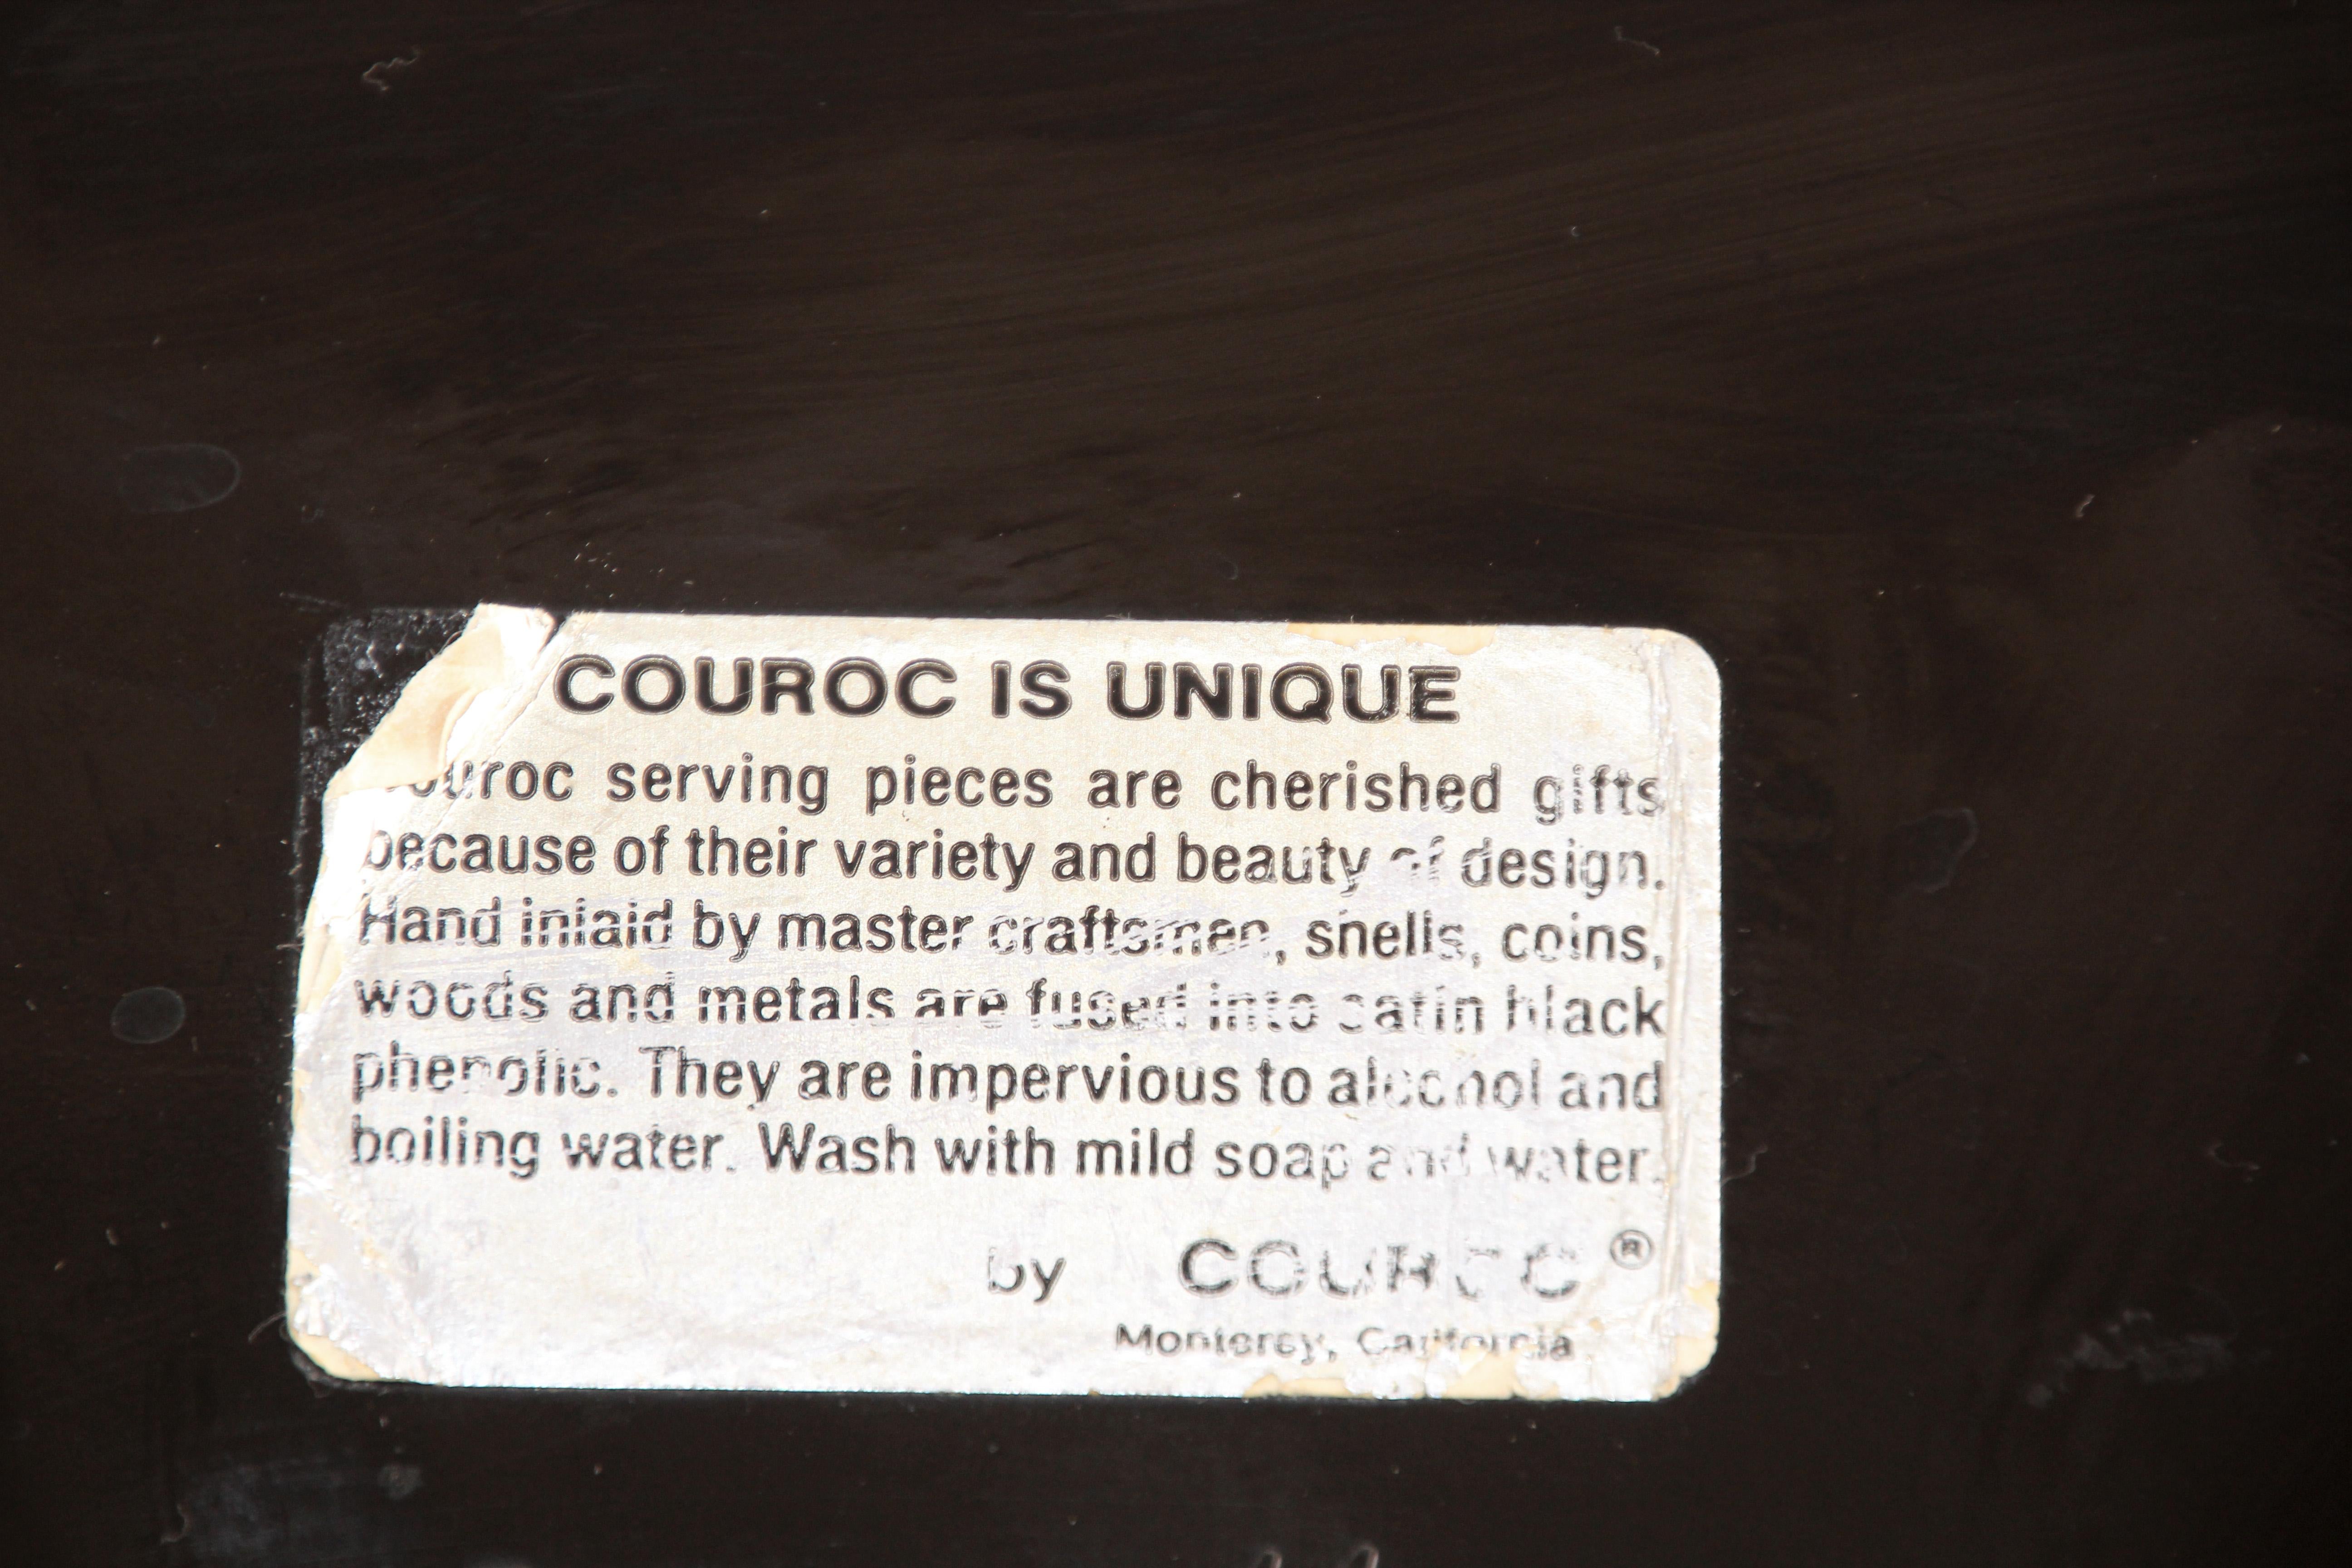 COUROC IS UNIQUE
Couroc serving pieces are cherished gifts
because of their variety and beauty of design.
Hand inlaid by master craftsmen, shells, coins,
woods and metals are fused into satin black
phenolic. They are impervious to alcohol and
boiling water. Wash with mild soap and water.
by COUROC ®
Monterey, California